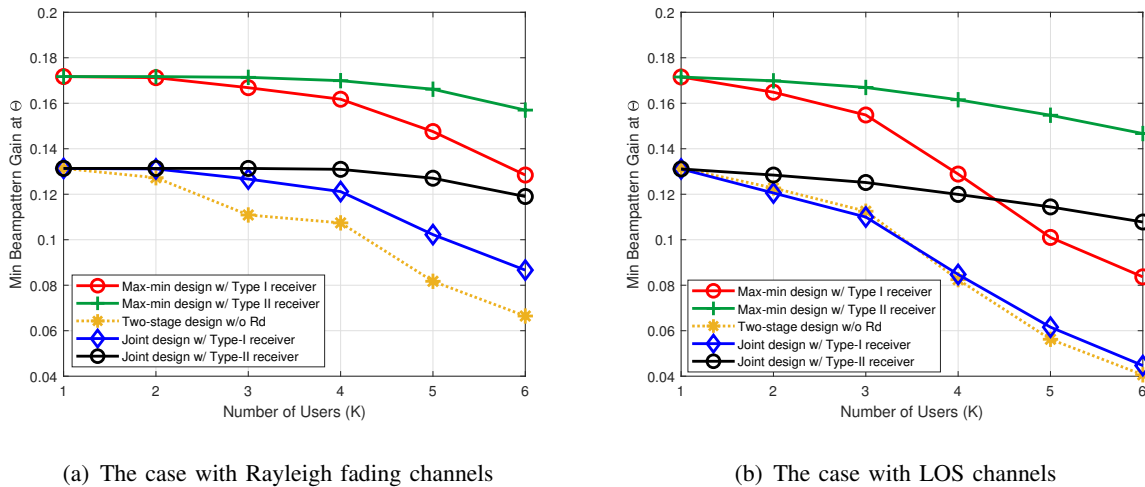 0.2
0.18
0.16
0.14
0.12
0.1
0.08
0.06
0.04
Min Beampattern Gain at Θ
Max-min design w/ Type I receiver
Max-min design w/ Type II receiver
Two-stage design w/o Rd
Joint design w/ Type-I receiver
Joint design w/ Type-II receiver
1 2 3 4 5 6
Number of Users (K)
(a) The case with Rayleigh fading channels
0.2
0.18
0.16
0.14
0.12
0.1
0.08
0.06
0.04
Min Beampattern Gain at Θ
Max-min design w/ Type I receiver
Max-min design w/ Type II receiver
Two-stage design w/o Rd
Joint design w/ Type-I receiver
Joint design w/ Type-II receiver
1 2 3 4 5 6
Number of Users (K)
(b) The case with LOS channels